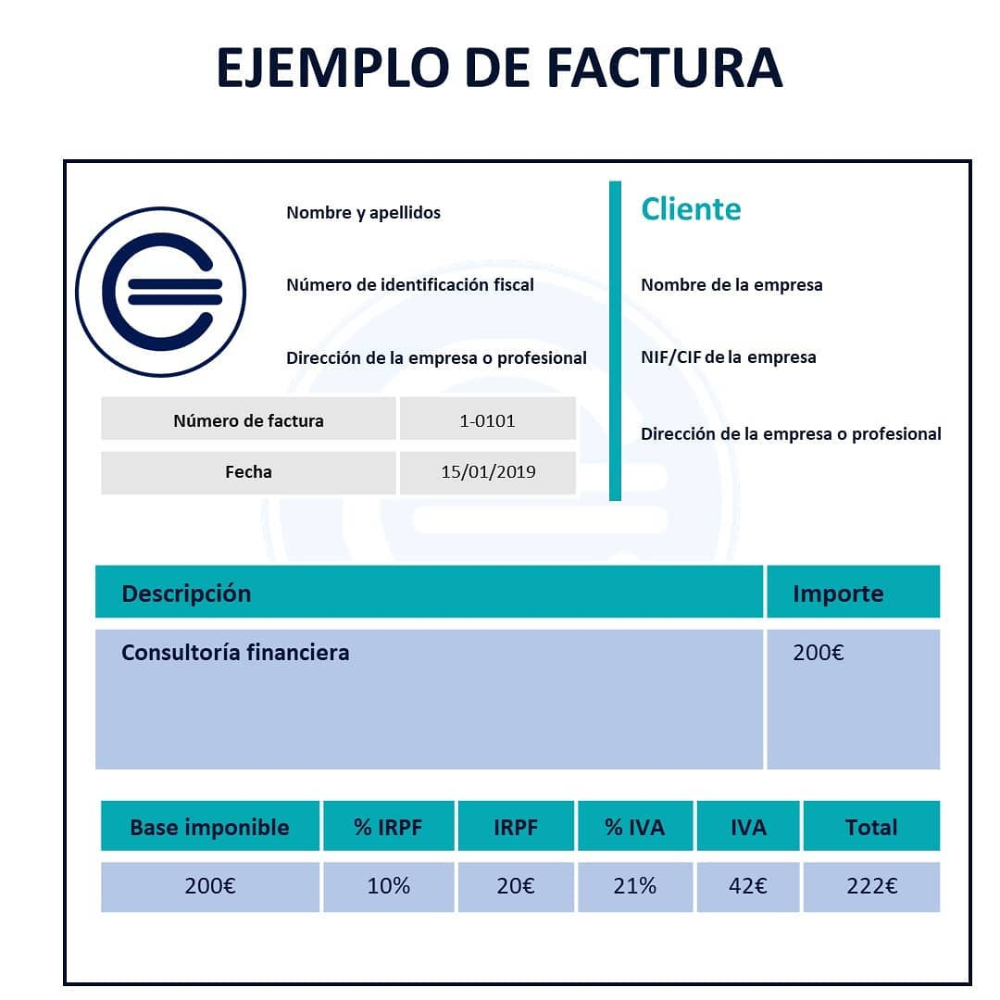 EJEMPLO DE FACTURA
Nombre y apellidos
Número de identificación fiscal
Dirección de la empresa o profesional
Cliente
Nombre de la empresa
NIF/CIF de la empresa
Dirección de la empresa o profesional
Número de factura 1-0101
Fecha 15/01/2019
Descripción Importe
Consultoría financiera 200€
Base imponible % IRPF IRPF % IVA IVA Total
200€ 10% 20€ 21% 42€ 222€